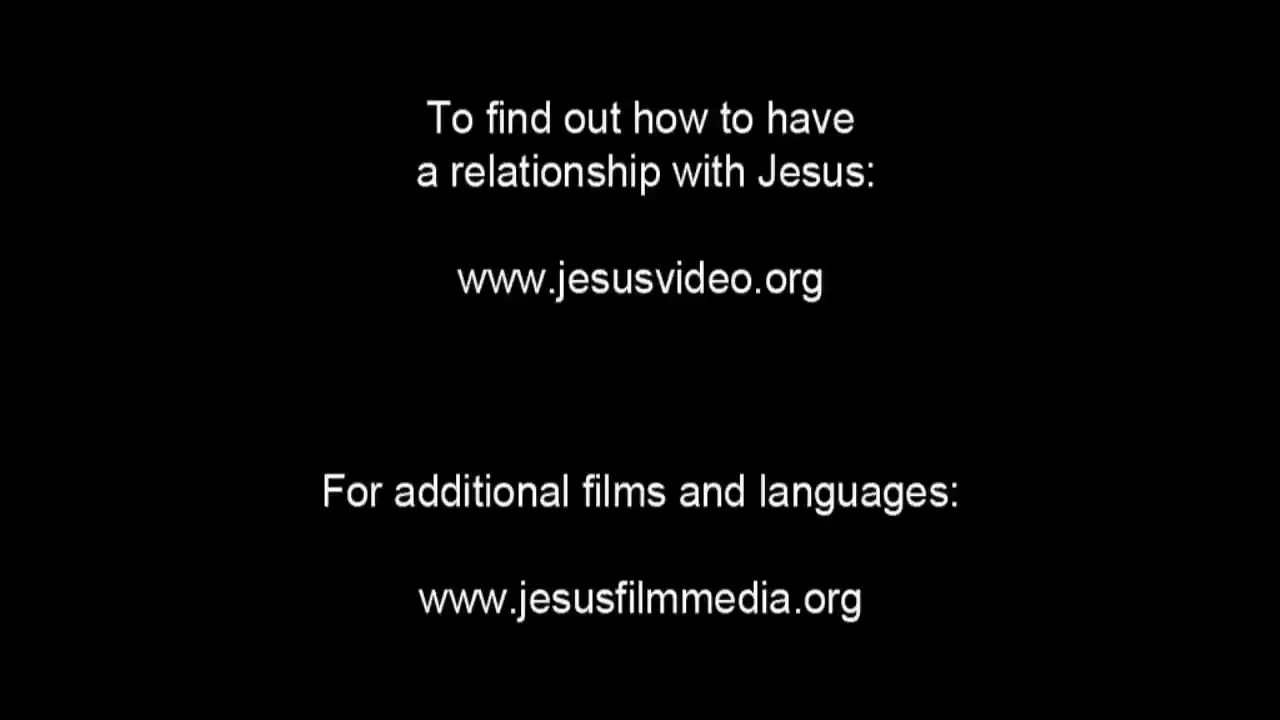 To find out how to have
a relationship with Jesus:
www.jesusvideo.org
For additional films and languages:
www.jesusfilmmedia.org